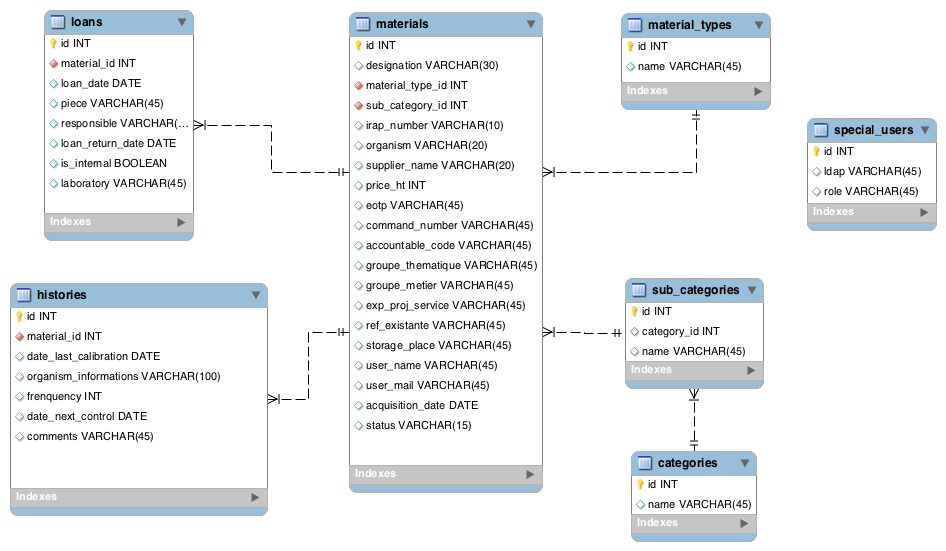 loans
id INT
material_id INT
loan_date DATE
piece VARCHAR(45)
responsible VARCHAR(...
loan_return_date DATE
is_internal BOOLEAN
laboratory VARCHAR(45)
Indexes
materials
id INT
designation VARCHAR(30)
material_type_id INT
sub_category_id INT
irap_number VARCHAR(10)
organism VARCHAR(20)
supplier_name VARCHAR(20)
price_ht INT
eotp VARCHAR(45)
command_number VARCHAR(45)
accountable_code VARCHAR(45)
groupe_thematique VARCHAR(45)
groupe_metier VARCHAR(45)
exp_proj_service VARCHAR(45)
ref_existante VARCHAR(45)
storage_place VARCHAR(45)
user_name VARCHAR(45)
user_mail VARCHAR(45)
acquisition_date DATE
status VARCHAR(15)
Indexes
material_types
id INT
name VARCHAR(45)
Indexes
special_users
id INT
ldap VARCHAR(45)
role VARCHAR(45)
Indexes
histories
id INT
material_id INT
date_last_calibration DATE
organism_informations VARCHAR(100)
frenquency INT
date_next_control DATE
comments VARCHAR(45)
Indexes
sub_categories
id INT
category_id INT
name VARCHAR(45)
Indexes
categories
id INT
name VARCHAR(45)
Indexes